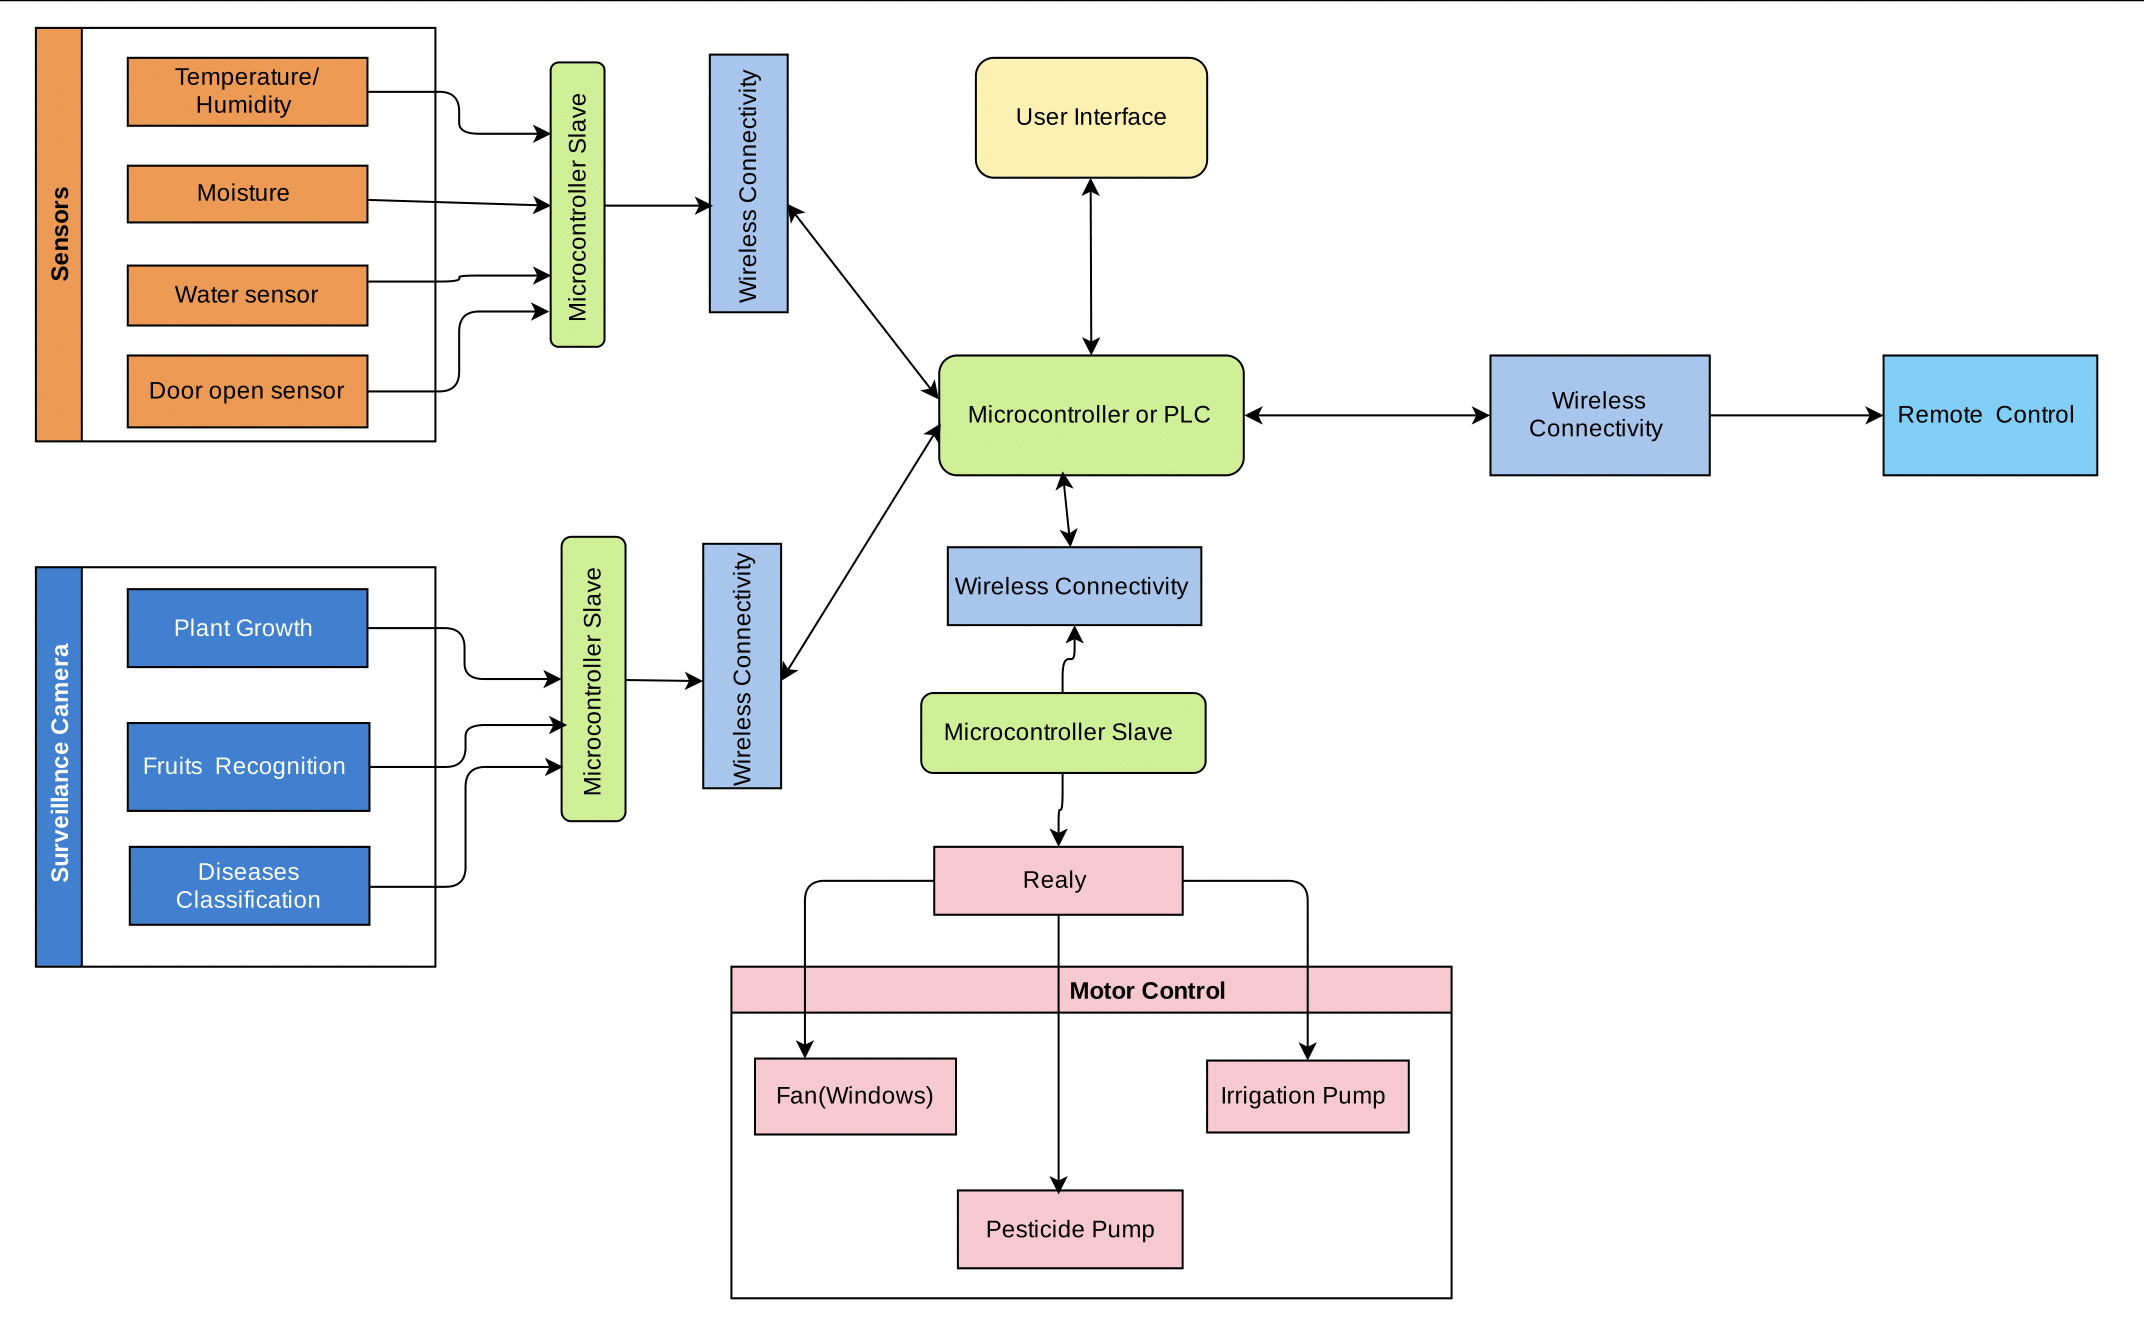 Sensors
Temperature/
Humidity
Moisture
Water sensor
Door open sensor
Microcontroller Slave
Wireless Connectivity
User Interface
Microcontroller or PLC
Wireless
Connectivity
Remote  Control
Surveillance Camera
Plant Growth
Fruits  Recognition
Diseases
Classification
Microcontroller Slave
Wireless Connectivity
Wireless Connectivity
Microcontroller Slave
Realy
Motor Control
Fan(Windows)
Irrigation Pump
Pesticide Pump